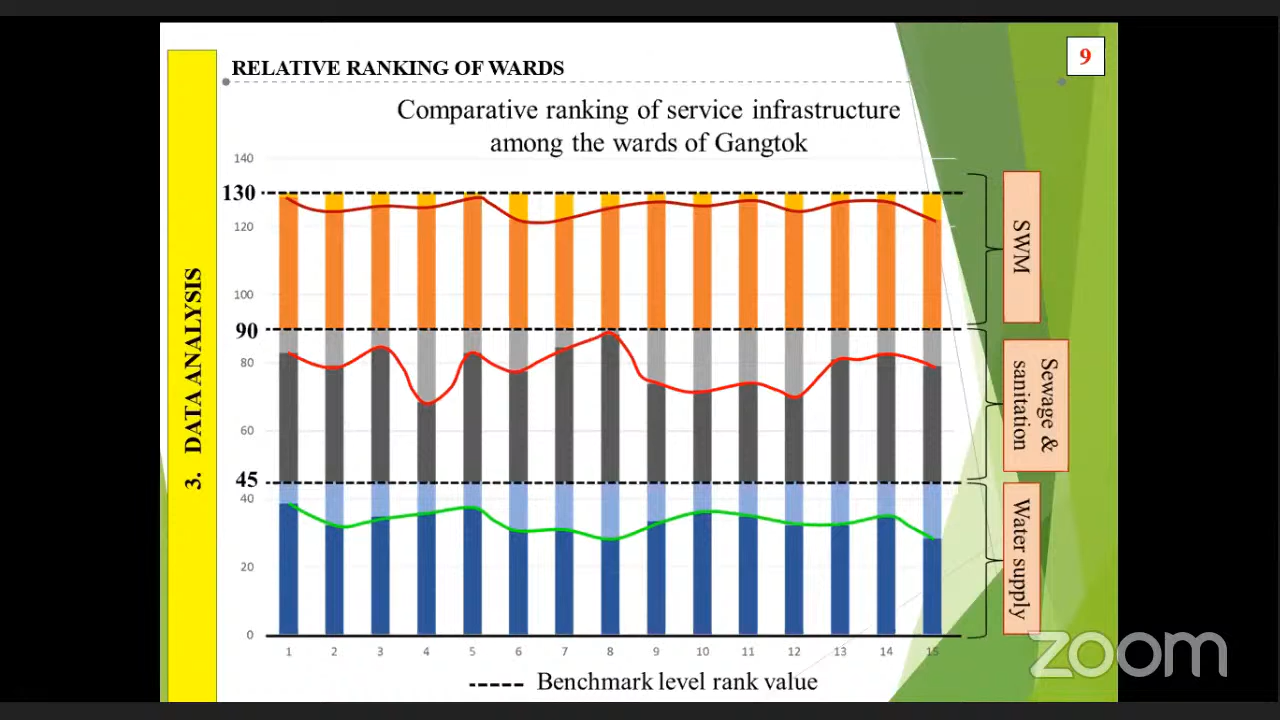 9
RELATIVE RANKING OF WARDS
Comparative ranking of service infrastructure
among the wards of Gangtok
3. DATA ANALYSIS
140
130
120
100
90
80
60
45
40
20
0
1 2 3 4 5 6 7 8 9 10 11 12 13 14 15
SWM
Sewage &
sanitation
Water supply
Benchmark level rank value
zoom